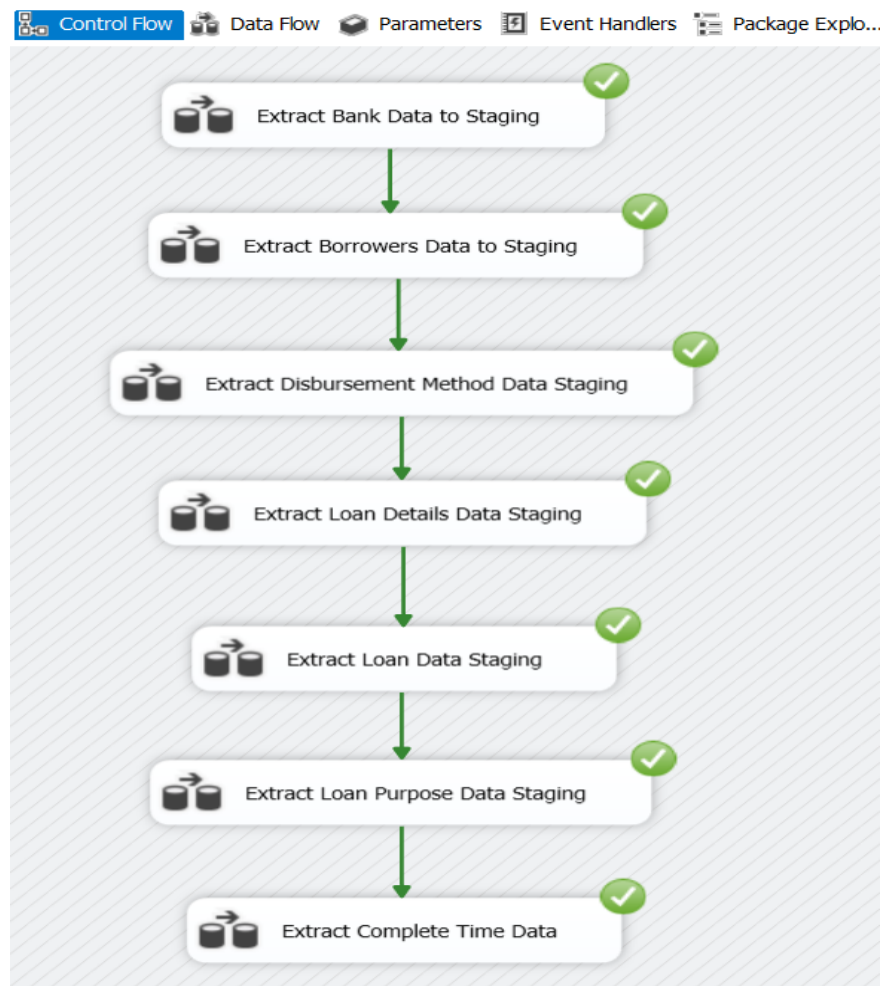 Control Flow Data Flow Parameters Event Handlers Package Explo...
Extract Bank Data to Staging
Extract Borrowers Data to Staging
Extract Disbursement Method Data Staging
Extract Loan Details Data Staging
Extract Loan Data Staging
Extract Loan Purpose Data Staging
Extract Complete Time Data